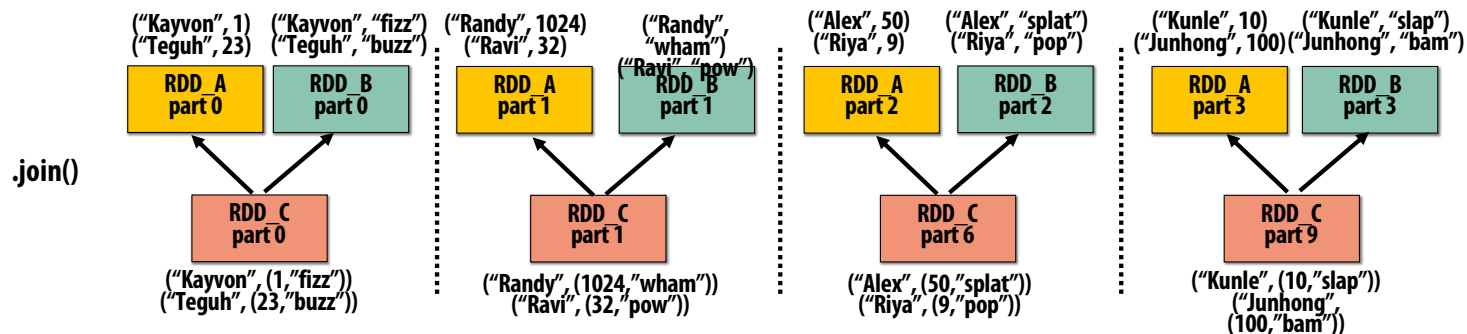 (“Kayvon”, 1)
(“Teguh”, 23)
(“Kayvon”, “fizz”)
(“Teguh”, “buzz”)
(“Randy”, 1024)
(“Ravi”, 32)
(“Randy”,
“wham”)
(“Ravi”, “pow”)
(“Alex”, 50)
(“Riya”, 9)
(“Alex”, “splat”)
(“Riya”, “pop”)
(“Kunle”, 10)
(“Junhong”, 100)
(“Kunle”, “slap”)
(“Junhong”, “bam”)
RDD_A
part 0
RDD_B
part 0
RDD_A
part 1
RDD_B
part 1
RDD_A
part 2
RDD_B
part 2
RDD_A
part 3
RDD_B
part 3
.join()
RDD_C
part 0
RDD_C
part 1
RDD_C
part 6
RDD_C
part 9
(“Kayvon”, (1,”fizz”))
(“Teguh”, (23,”buzz”))
(“Randy”, (1024,”wham”))
(“Ravi”, (32,”pow”))
(“Alex”, (50,”splat”))
(“Riya”, (9,”pop”))
(“Kunle”, (10,”slap”))
(“Junhong”,
(100,”bam”))